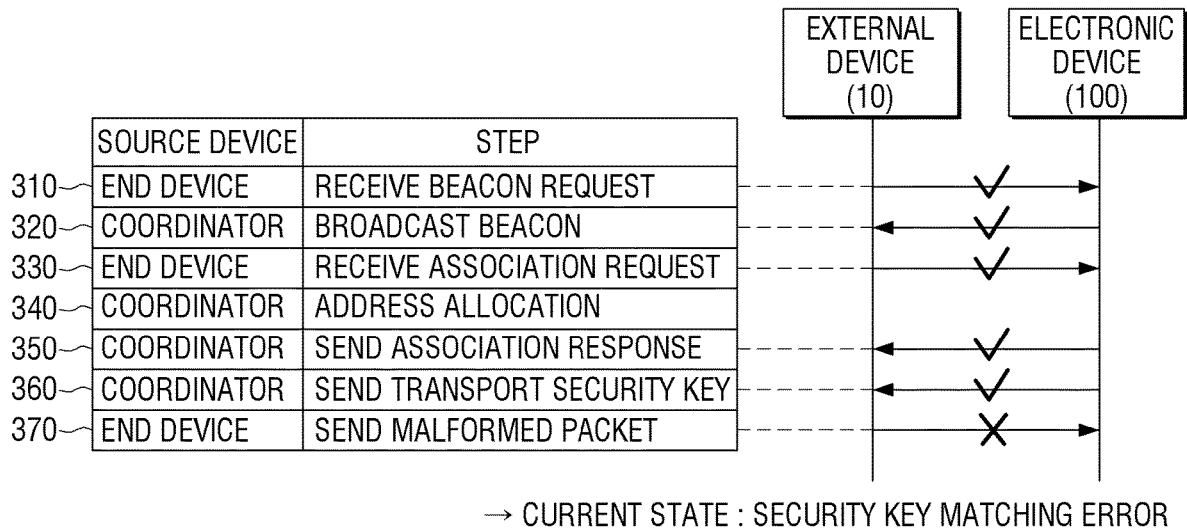 EXTERNAL DEVICE (10)
ELECTRONIC DEVICE (100)
SOURCE DEVICE STEP
310 END DEVICE RECEIVE BEACON REQUEST
320 COORDINATOR BROADCAST BEACON
330 END DEVICE RECEIVE ASSOCIATION REQUEST
340 COORDINATOR ADDRESS ALLOCATION
350 COORDINATOR SEND ASSOCIATION RESPONSE
360 COORDINATOR SEND TRANSPORT SECURITY KEY
370 END DEVICE SEND MALFORMED PACKET
→ CURRENT STATE : SECURITY KEY MATCHING ERROR